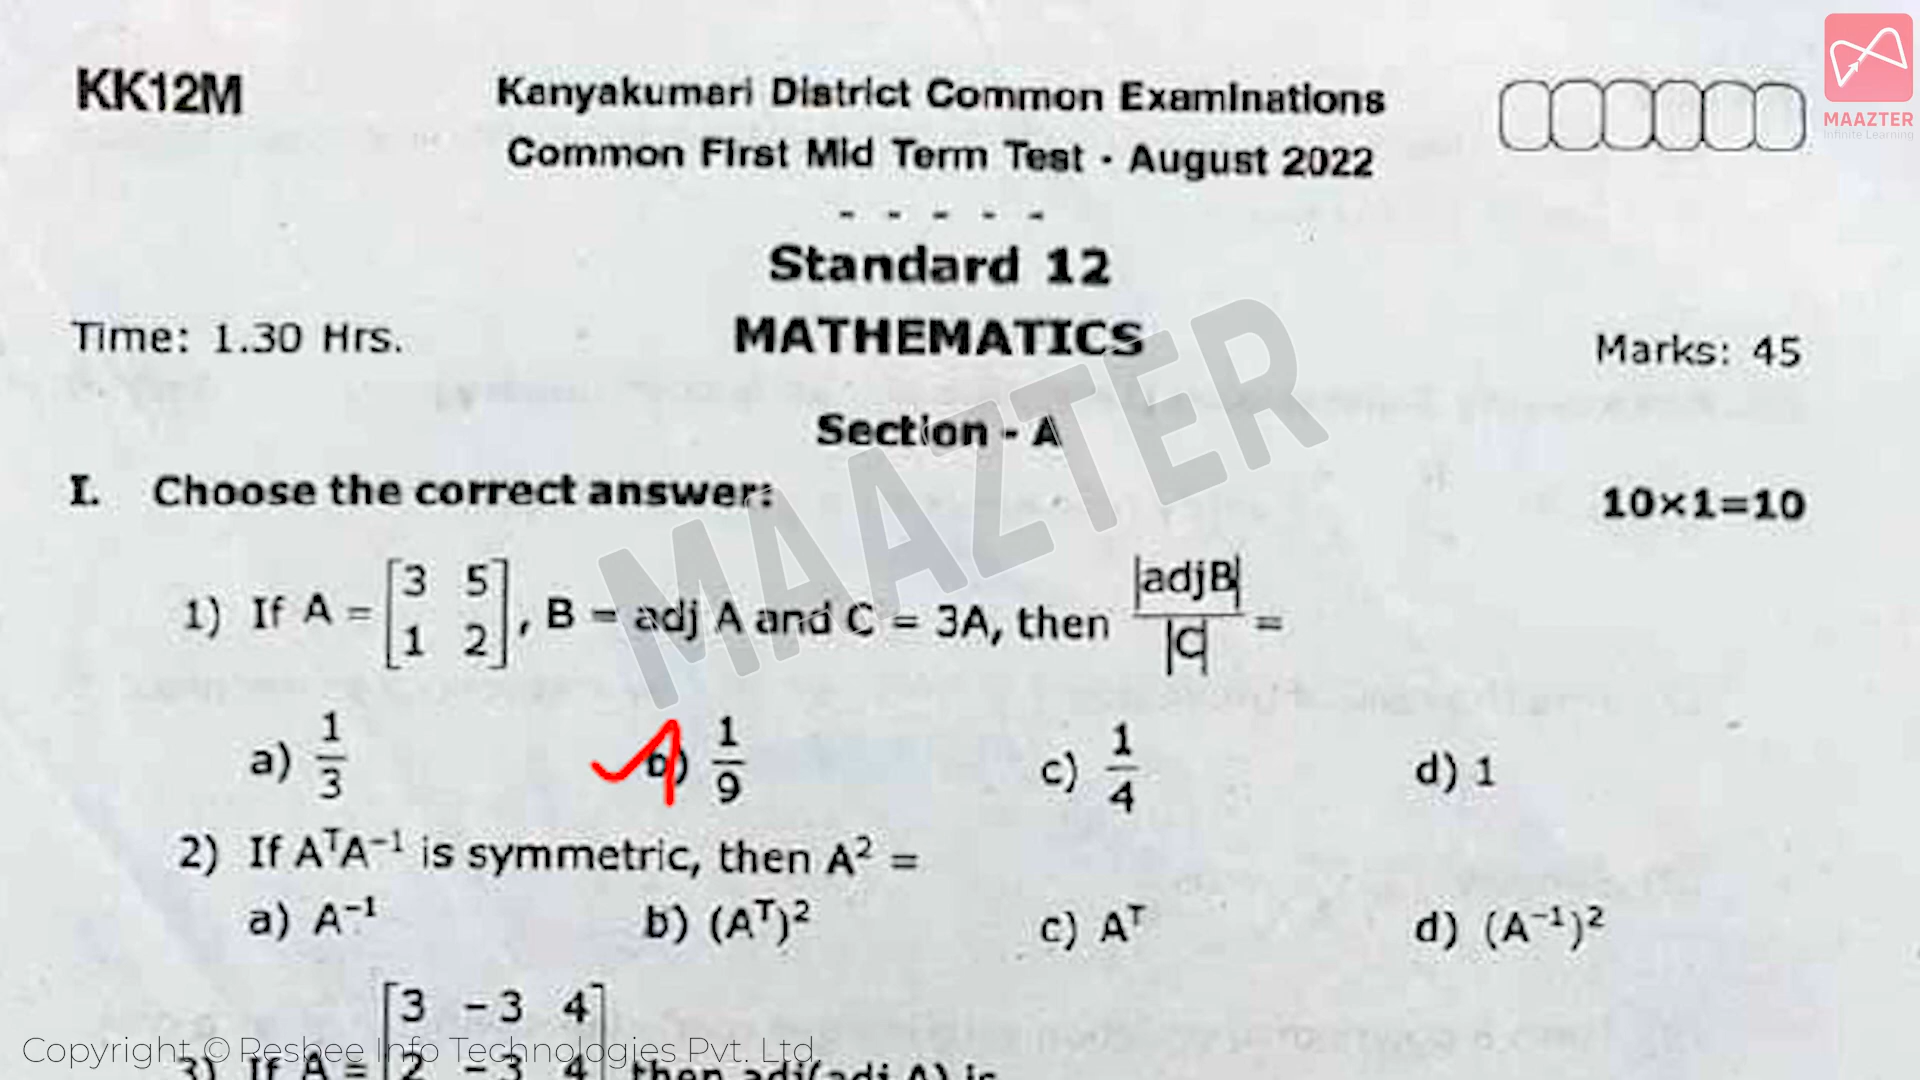 KK12M
Kanyakumari District Common Examinations
Common First Mid Term Test - August 2022
- - - - -
Standard 12
Time: 1.30 Hrs.
MATHEMATICS
Marks: 45
Section - A
I. Choose the correct answer:
10×1=10
1) If A = [3 5; 1 2], B = adj A and C = 3A, then |adjB|/|C| =
a) 1/3
b) 1/9
c) 1/4
d) 1
2) If AᵀA⁻¹ is symmetric, then A² =
a) A⁻¹
b) (Aᵀ)²
c) Aᵀ
d) (A⁻¹)²
3 -3 4
3) If A = 2 -3 4 then adj(adj A) is
MAAZTER
Infinite Learning
MAAZTER
Copyright © Reshee Info Technologies Pvt. Ltd.